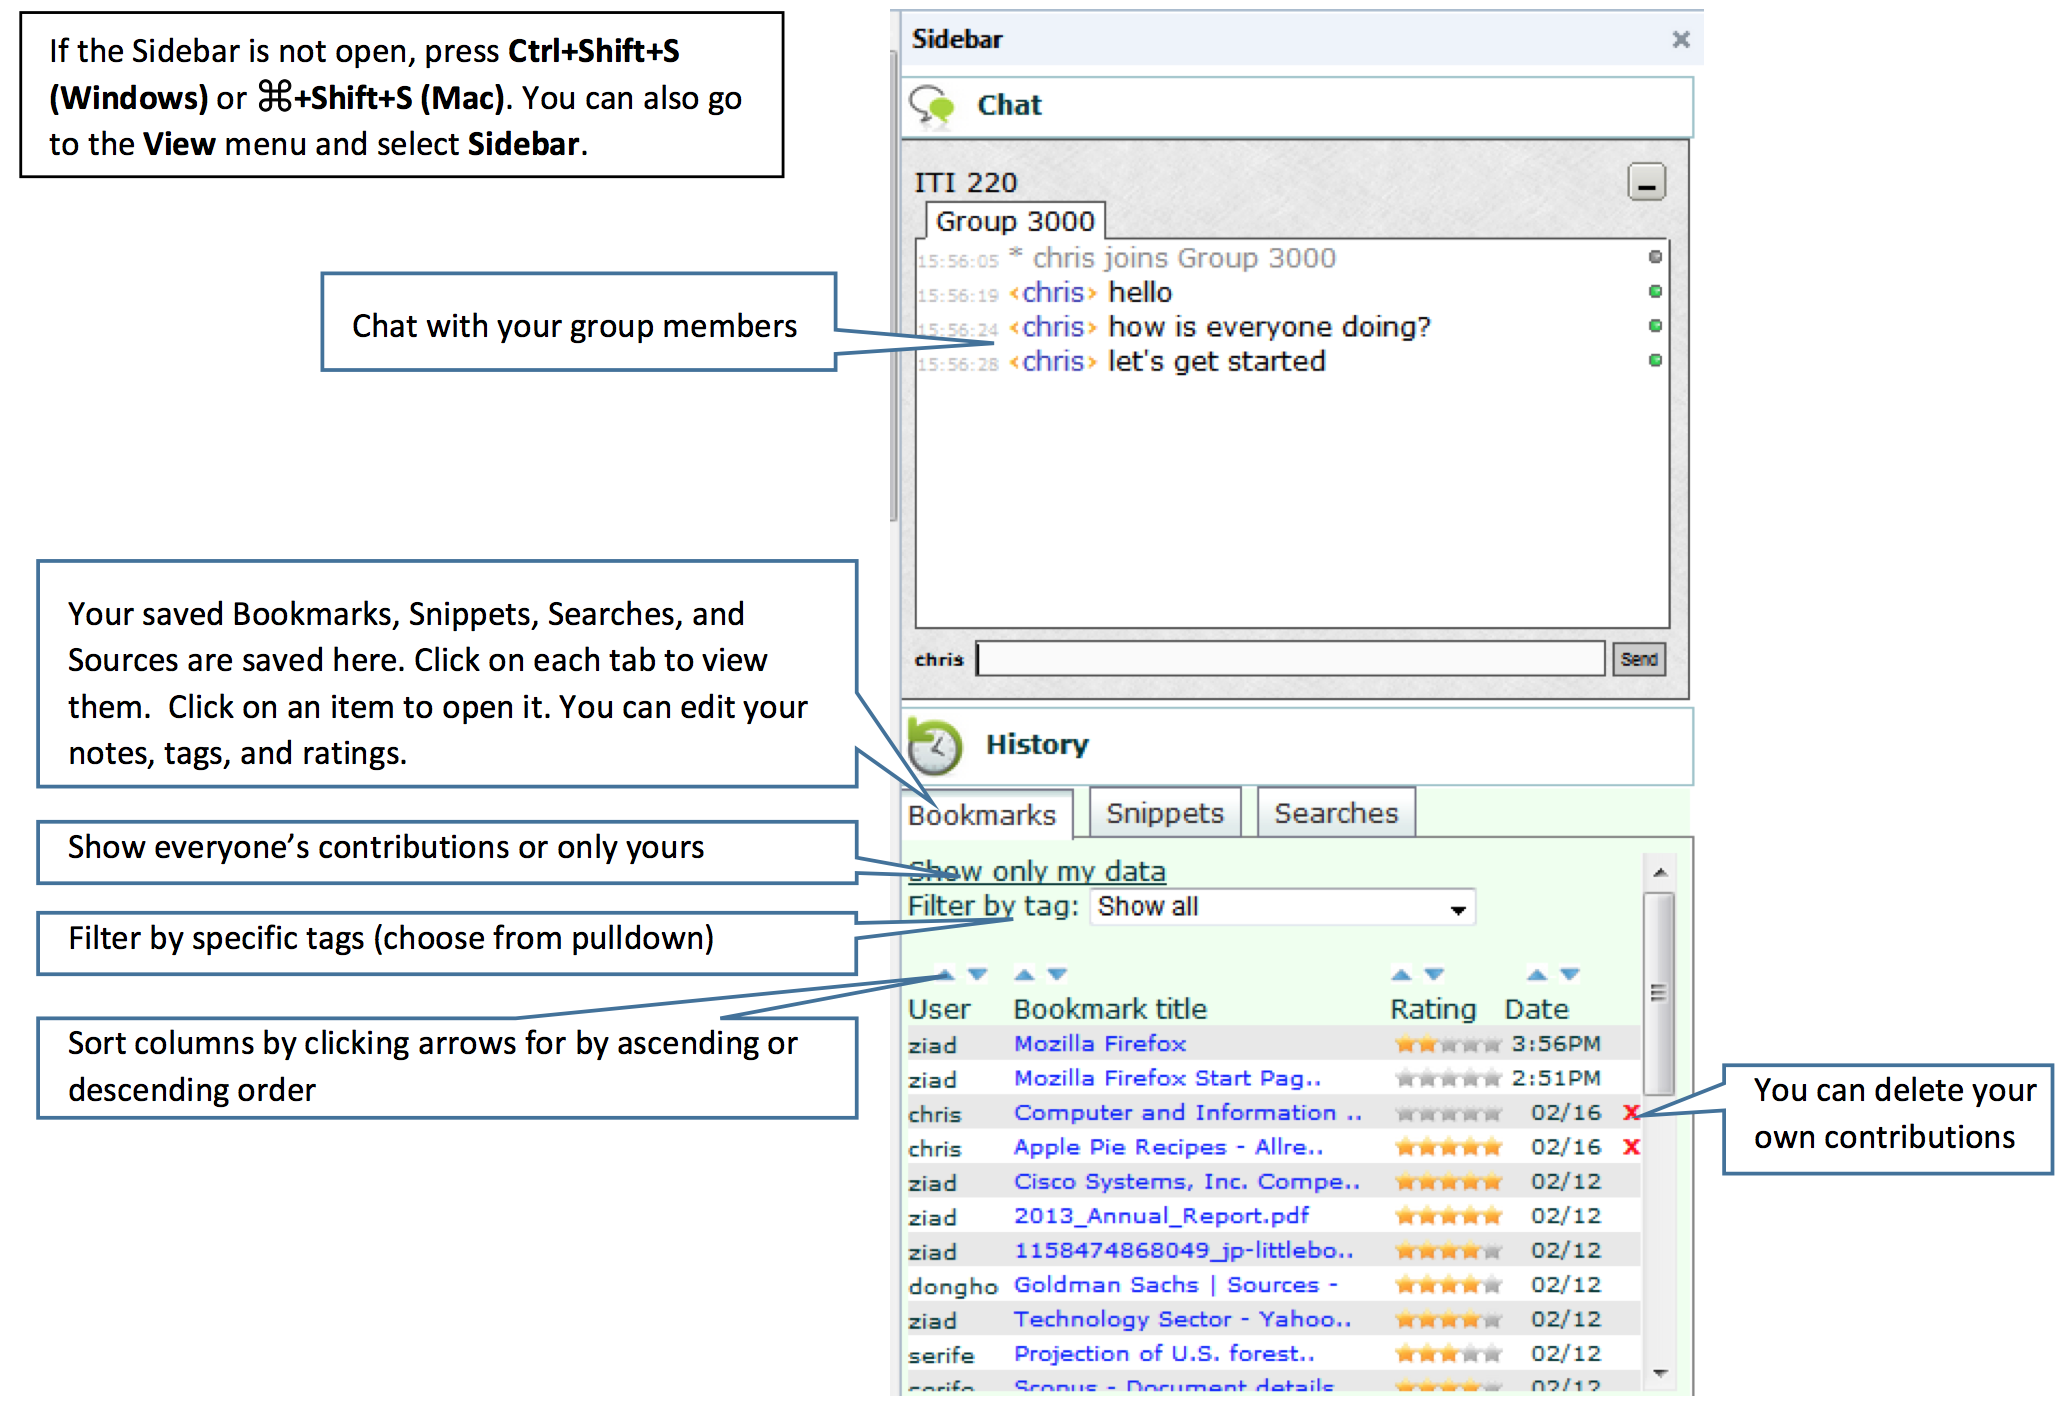 If the Sidebar is not open, press Ctrl+Shift+S
(Windows) or ⌘+Shift+S (Mac). You can also go
to the View menu and select Sidebar.
Chat with your group members
Your saved Bookmarks, Snippets, Searches, and
Sources are saved here. Click on each tab to view
them.  Click on an item to open it. You can edit your
notes, tags, and ratings.
Show everyone’s contributions or only yours
Filter by specific tags (choose from pulldown)
Sort columns by clicking arrows for by ascending or
descending order
Sidebar
Chat
ITI 220
Group 3000
15:56:05 * chris joins Group 3000
15:56:19 <chris> hello
15:56:24 <chris> how is everyone doing?
15:56:28 <chris> let's get started
chris Send
History
Bookmarks Snippets Searches
Show only my data
Filter by tag: Show all
User Bookmark title Rating Date
ziad Mozilla Firefox 3:56PM
ziad Mozilla Firefox Start Pag.. 2:51PM
chris Computer and Information .. 02/16 X
chris Apple Pie Recipes - Allre.. 02/16 X
ziad Cisco Systems, Inc. Compe.. 02/12
ziad 2013_Annual_Report.pdf 02/12
ziad 1158474868049_jp-littlebo.. 02/12
dongho Goldman Sachs | Sources - 02/12
ziad Technology Sector - Yahoo.. 02/12
serife Projection of U.S. forest.. 02/12
serife Scopus - Document details 02/12
You can delete your
own contributions